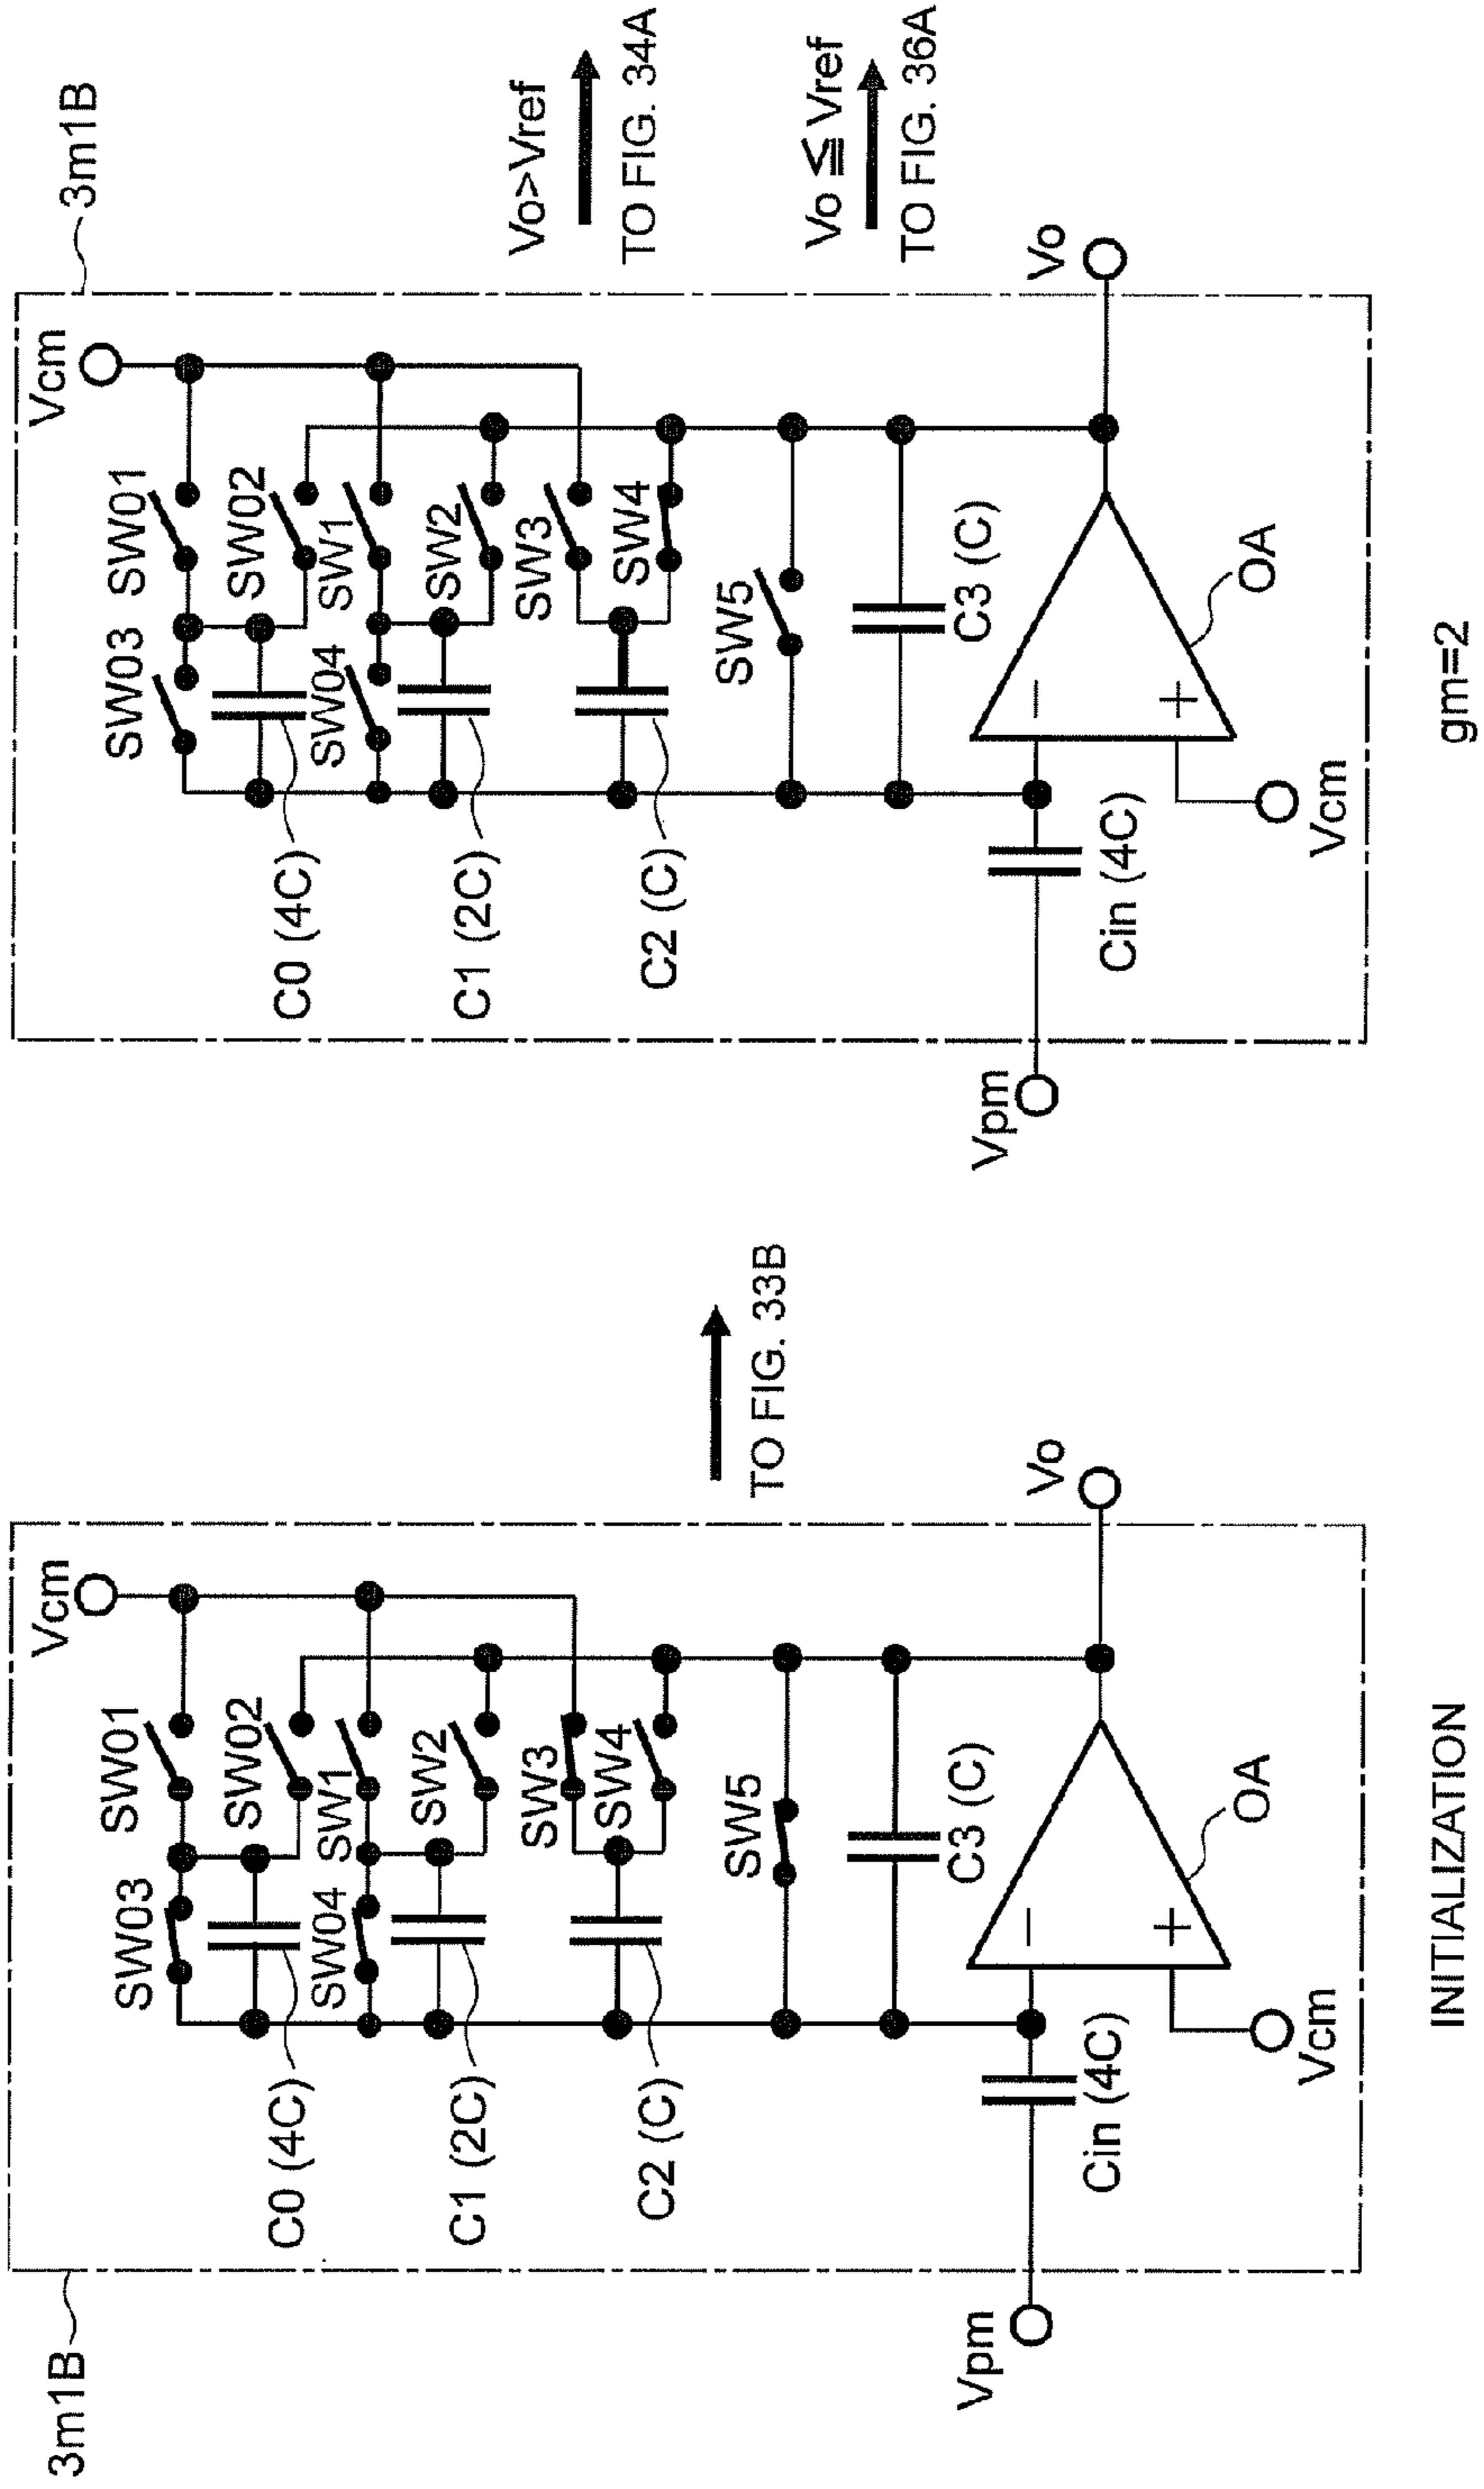 3m1B
Vcm
SW03
SW01
SW02
C0 (4C)
SW04
SW1
C1 (2C)
SW2
SW3
C2 (C)
SW4
SW5
C3 (C)
Vpm
Cin (4C)
−
+
OA
Vo
Vcm
INITIALIZATION
TO FIG. 33B
3m1B
Vcm
SW03
SW01
SW02
C0 (4C)
SW04
SW1
C1 (2C)
SW2
SW3
C2 (C)
SW4
SW5
C3 (C)
Vpm
Cin (4C)
−
+
OA
Vo
Vcm
gm=2
Vo>Vref
TO FIG. 34A
Vo ≦ Vref
TO FIG. 36A